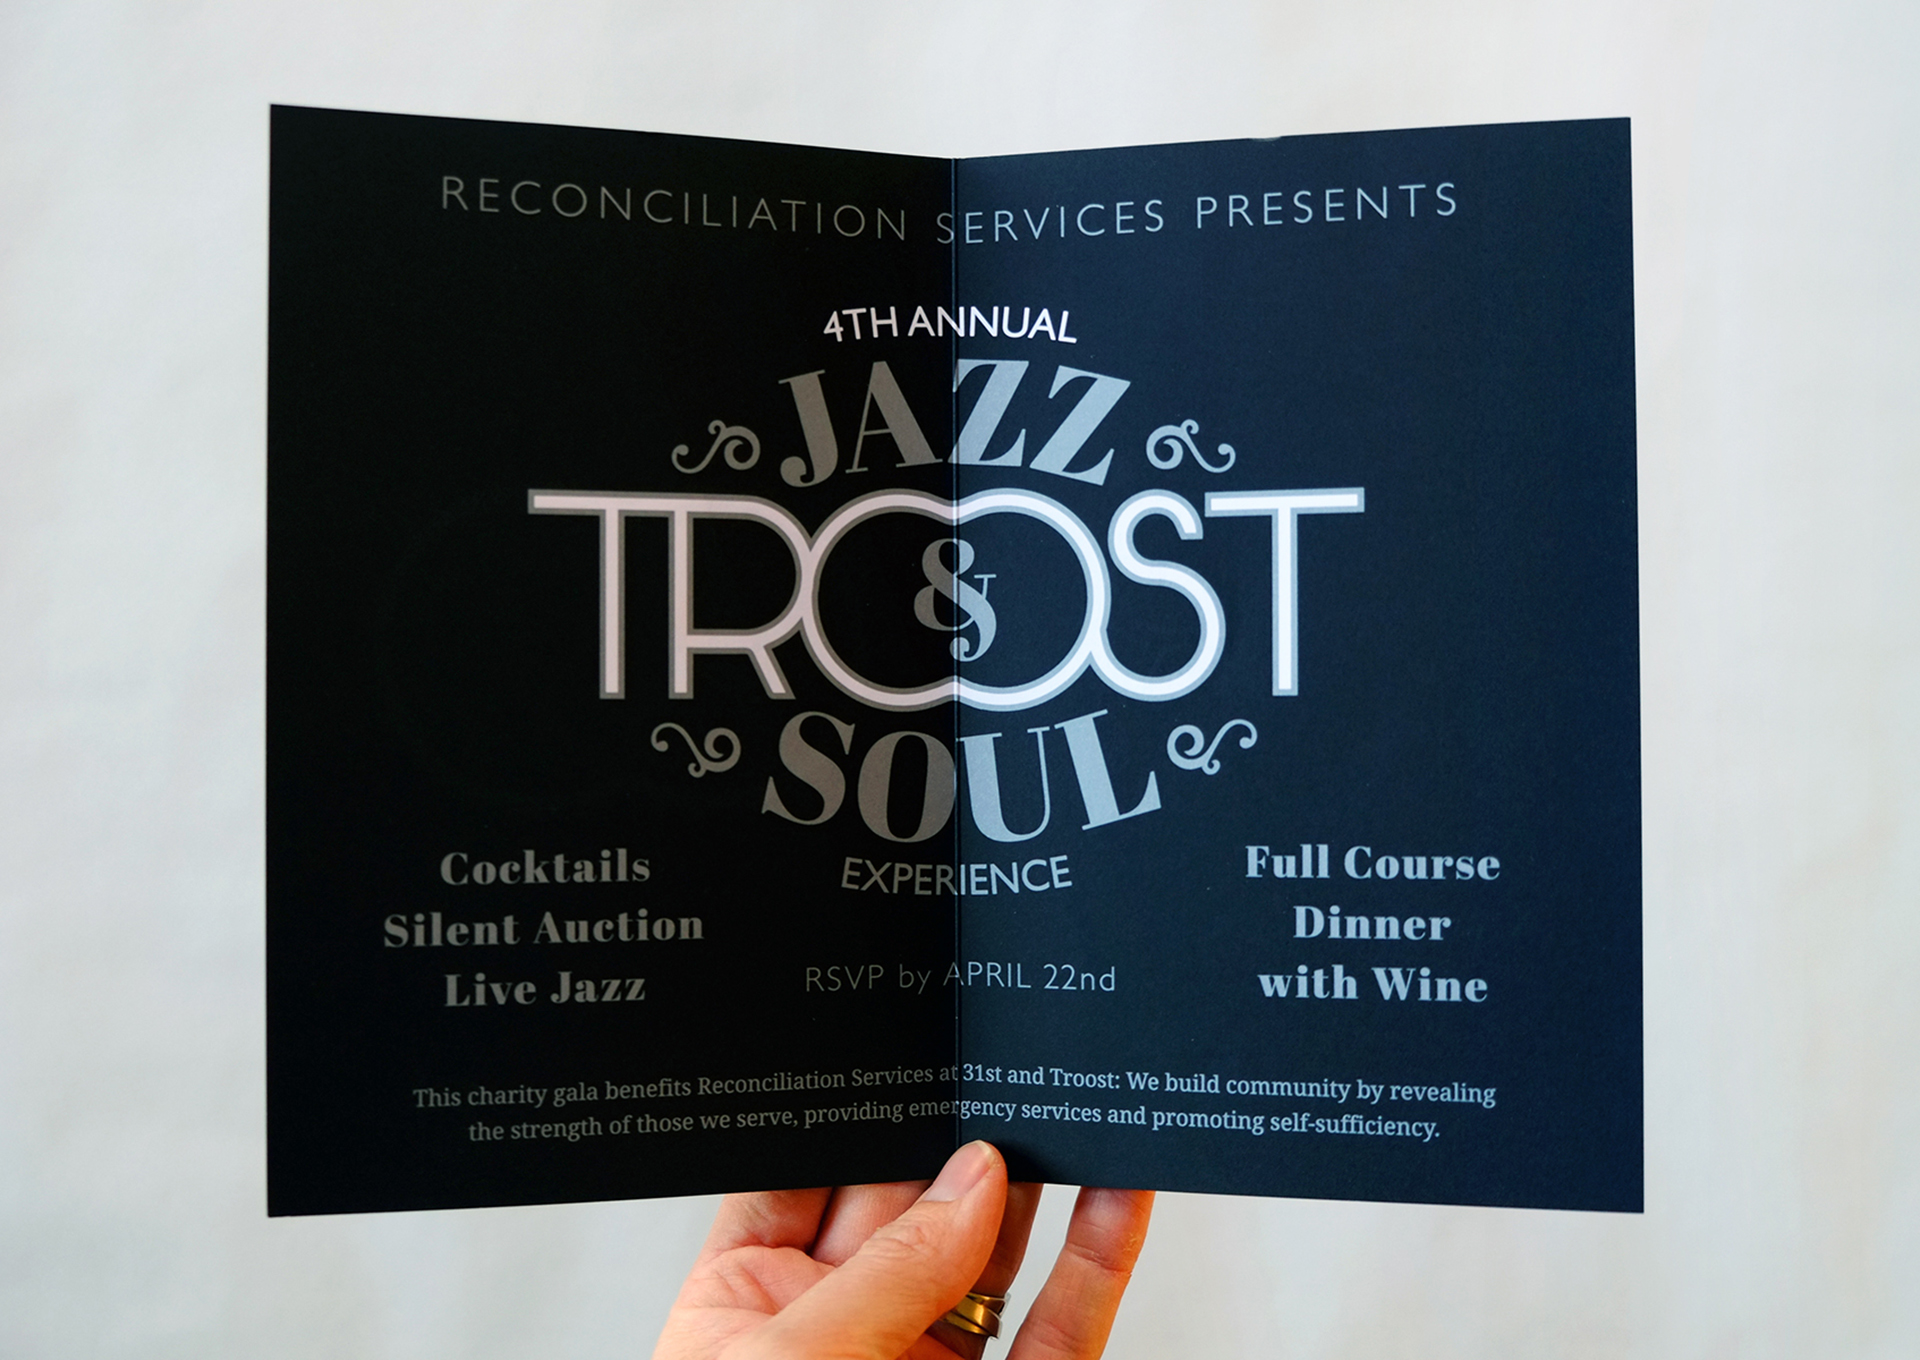 RECONCILIATION SERVICES PRESENTS
4TH ANNUAL
JAZZ
TROOST
&
SOUL
EXPERIENCE
Cocktails
Silent Auction
Live Jazz
Full Course
Dinner
with Wine
RSVP by APRIL 22nd
This charity gala benefits Reconciliation Services at 31st and Troost: We build community by revealing
the strength of those we serve, providing emergency services and promoting self-sufficiency.